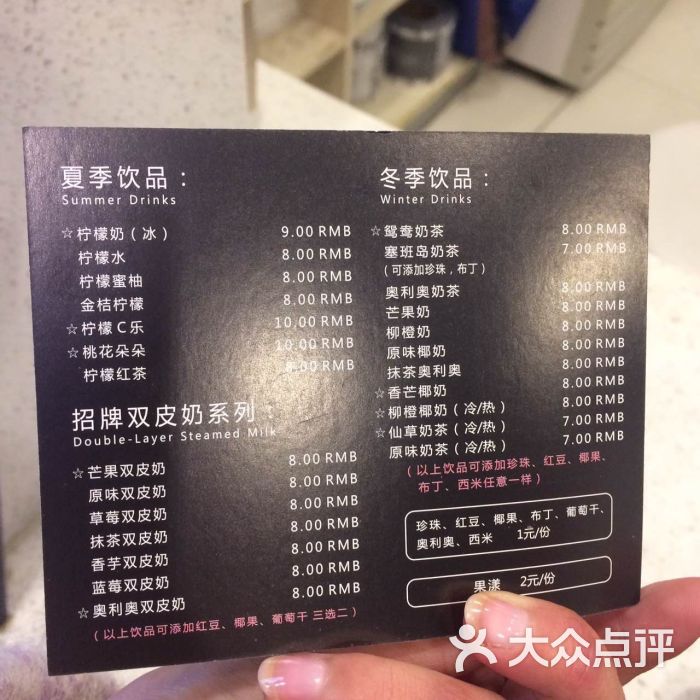 夏季饮品：
Summer Drinks
☆柠檬奶（冰） 9.00 RMB
柠檬水 8.00 RMB
柠檬蜜柚 8.00 RMB
金桔柠檬 8.00 RMB
☆柠檬C乐 10.00 RMB
☆桃花朵朵 10.00 RMB
柠檬红茶 8.00 RMB
招牌双皮奶系列：
Double-Layer Steamed Milk
☆芒果双皮奶 8.00 RMB
原味双皮奶 8.00 RMB
草莓双皮奶 8.00 RMB
抹茶双皮奶 8.00 RMB
香芋双皮奶 8.00 RMB
蓝莓双皮奶 8.00 RMB
☆奥利奥双皮奶 8.00 RMB
（以上饮品可添加红豆、椰果、葡萄干 三选二）
冬季饮品：
Winter Drinks
☆鸳鸯奶茶 8.00 RMB
塞班岛奶茶 7.00 RMB
（可添加珍珠，布丁）
奥利奥奶茶 8.00 RMB
芒果奶 8.00 RMB
柳橙奶 8.00 RMB
原味椰奶 8.00 RMB
抹茶奥利奥 8.00 RMB
☆香芒椰奶 8.00 RMB
☆柳橙椰奶（冷/热） 8.00 RMB
☆仙草奶茶（冷/热） 7.00 RMB
原味奶茶（冷/热） 7.00 RMB
（以上饮品可添加珍珠、红豆、椰果、
布丁、西米任意一样）
珍珠、红豆、椰果、布丁、葡萄干、
奥利奥、西米 1元/份
果漾 2元/份
大众点评